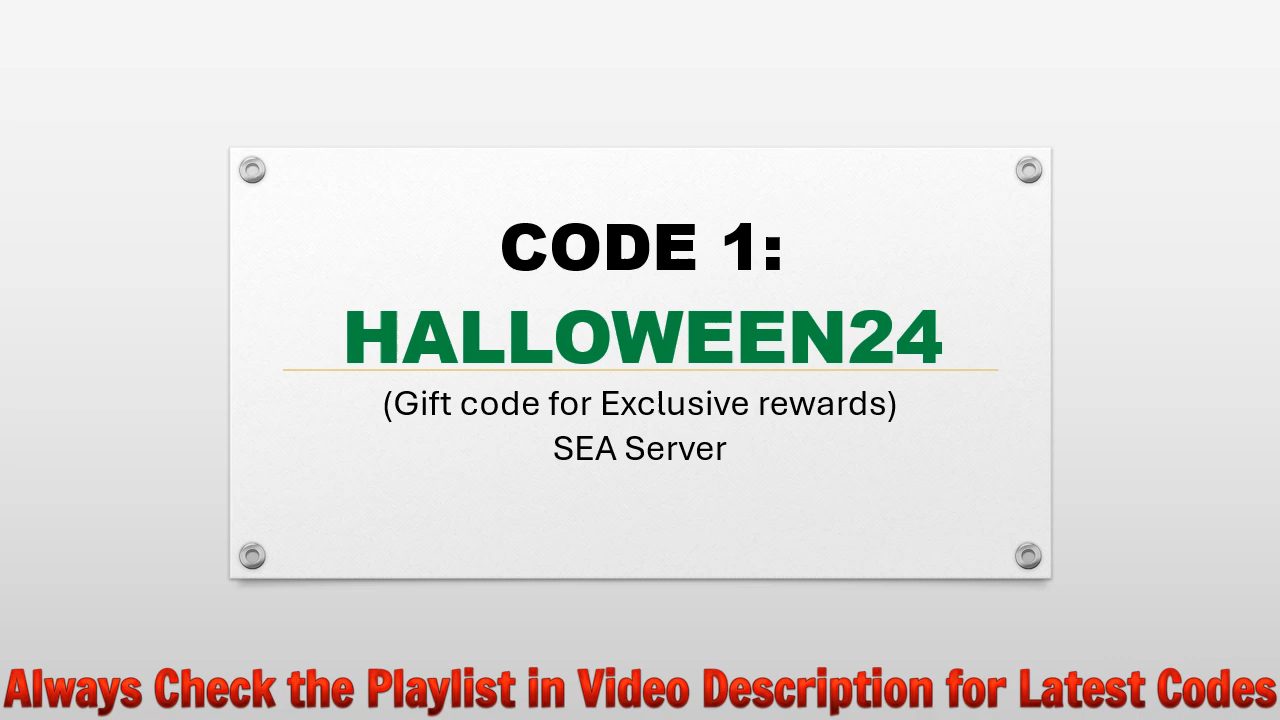 CODE 1:
HALLOWEEN24
(Gift code for Exclusive rewards)
SEA Server
Always Check the Playlist in Video Description for Latest Codes